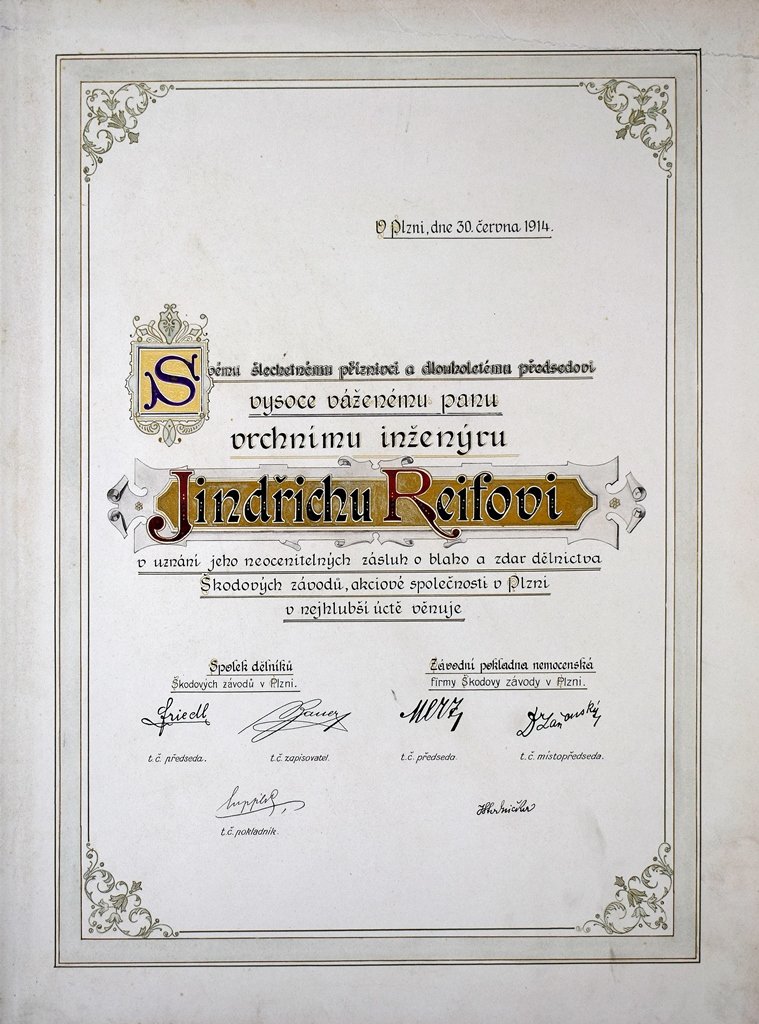 V Plzni, dne 30. června 1914.
Svému šlechetnému příznivci a dlouholetému předsedovi
vysoce váženému panu
vrchnímu inženýru
Jindřichu Reifovi
v uznání jeho neocenitelných zásluh o blaho a zdar dělnictva
Škodových závodů, akciové společnosti v Plzni
v nejhlubší úctě věnuje
Spolek dělníků
Škodových závodů v Plzni.
Závodní pokladna nemocenská
firmy Škodovy závody v Plzni.
Friedl
Bauer
Merz
t.č. předseda.
t.č. zapisovatel.
t.č. předseda.
t.č. místopředseda.
t.č. pokladník.